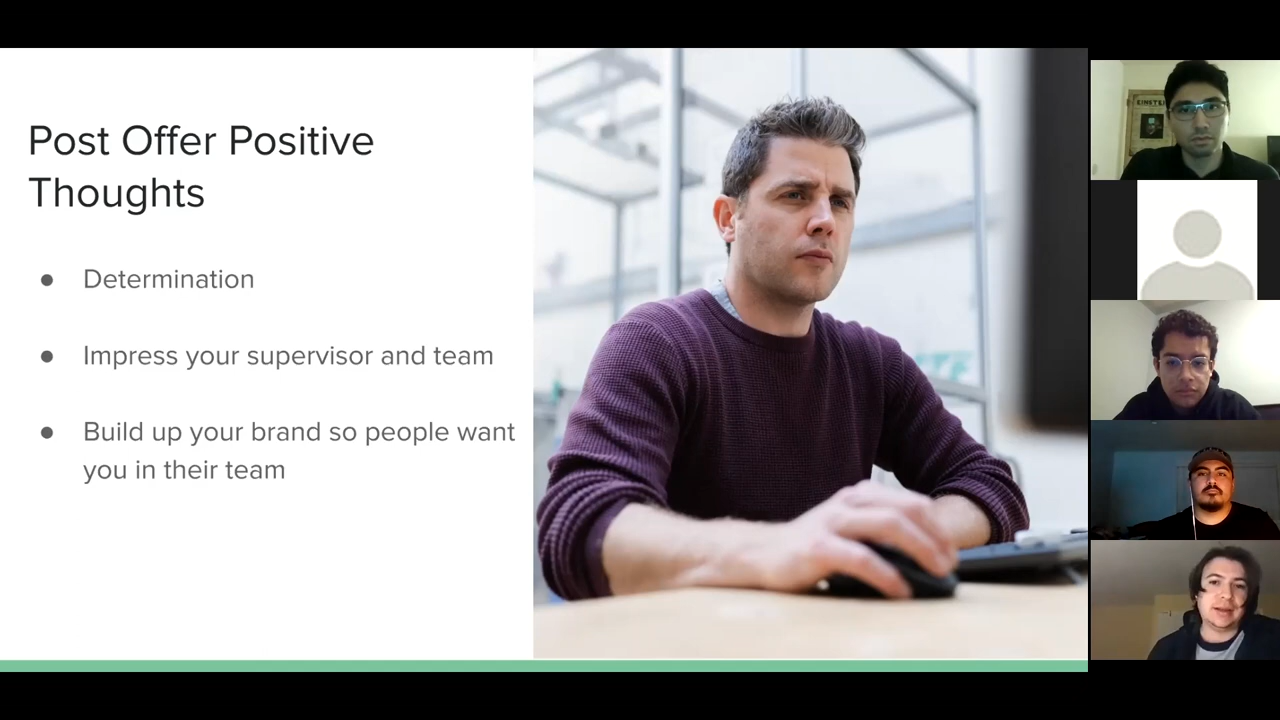 Post Offer Positive
Thoughts
● Determination
● Impress your supervisor and team
● Build up your brand so people want
you in their team